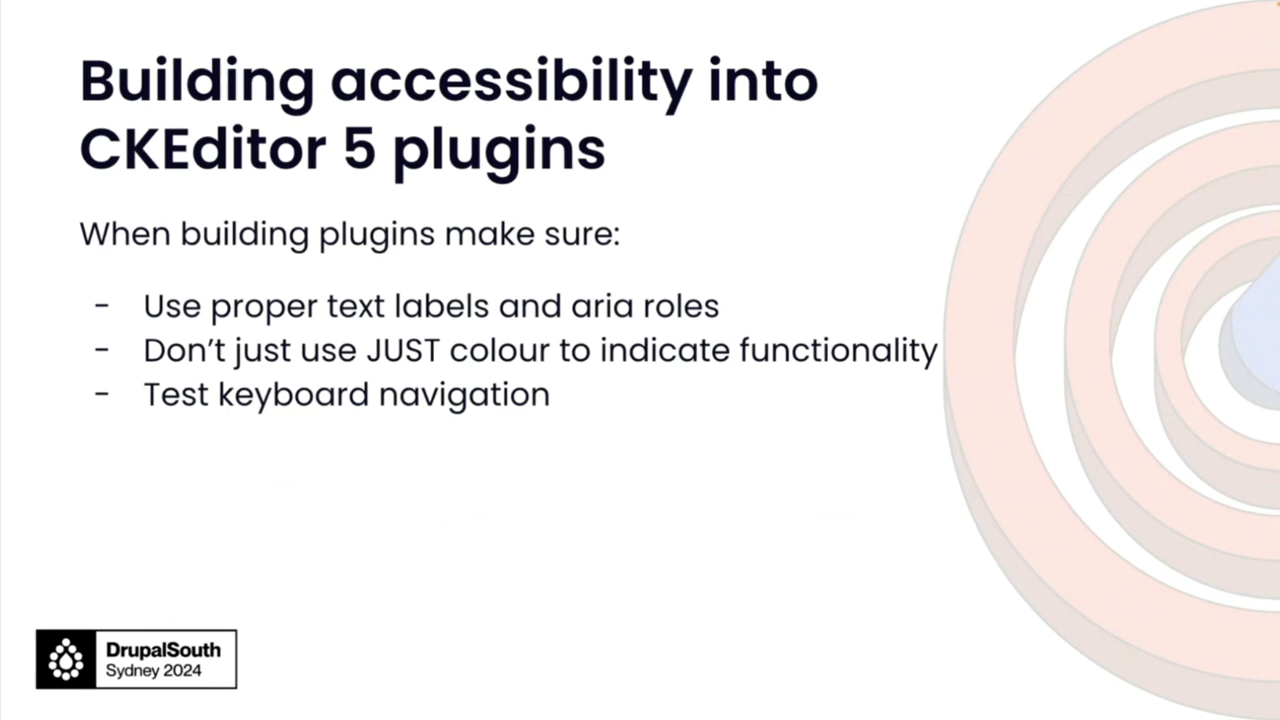 Building accessibility into
CKEditor 5 plugins
When building plugins make sure:
- Use proper text labels and aria roles
- Don’t just use JUST colour to indicate functionality
- Test keyboard navigation
DrupalSouth
Sydney 2024